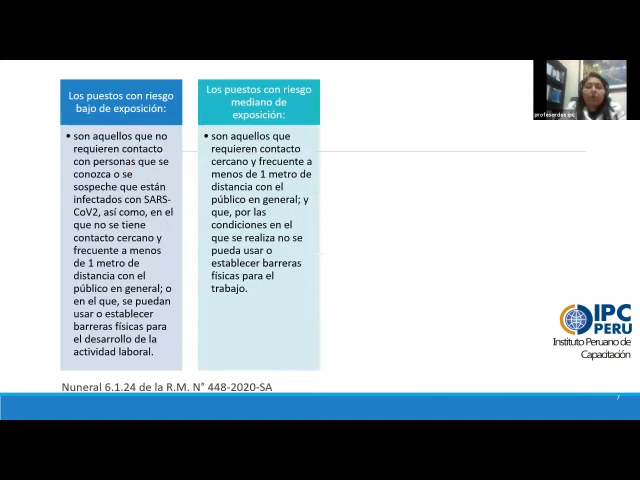 Los puestos con riesgo
bajo de exposición:
• son aquellos que no
requieren contacto
con personas que se
conozca o se
sospeche que están
infectados con SARS-
CoV2, así como, en el
que no se tiene
contacto cercano y
frecuente a menos
de 1 metro de
distancia con el
público en general; o
en el que, se puedan
usar o establecer
barreras físicas para
el desarrollo de la
actividad laboral.
Los puestos con riesgo
mediano de
exposición:
• son aquellos que
requieren contacto
cercano y frecuente a
menos de 1 metro de
distancia con el
público en general; y
que, por las
condiciones en el
que se realiza no se
pueda usar o
establecer barreras
físicas para el
trabajo.
Nuneral 6.1.24 de la R.M. N° 448-2020-SA
profesordos ipc
IPC
PERU
Instituto Peruano de
Capacitación
7